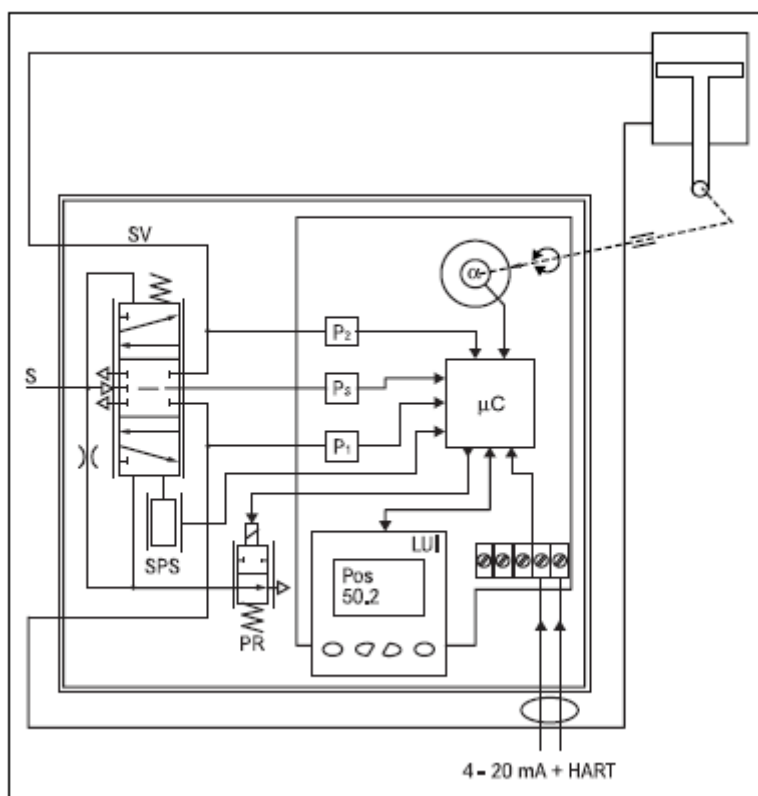 SV
α
P₂
S
Pₛ
μC
P₁
SPS
LUI
Pos
50.2
PR
4 - 20 mA + HART